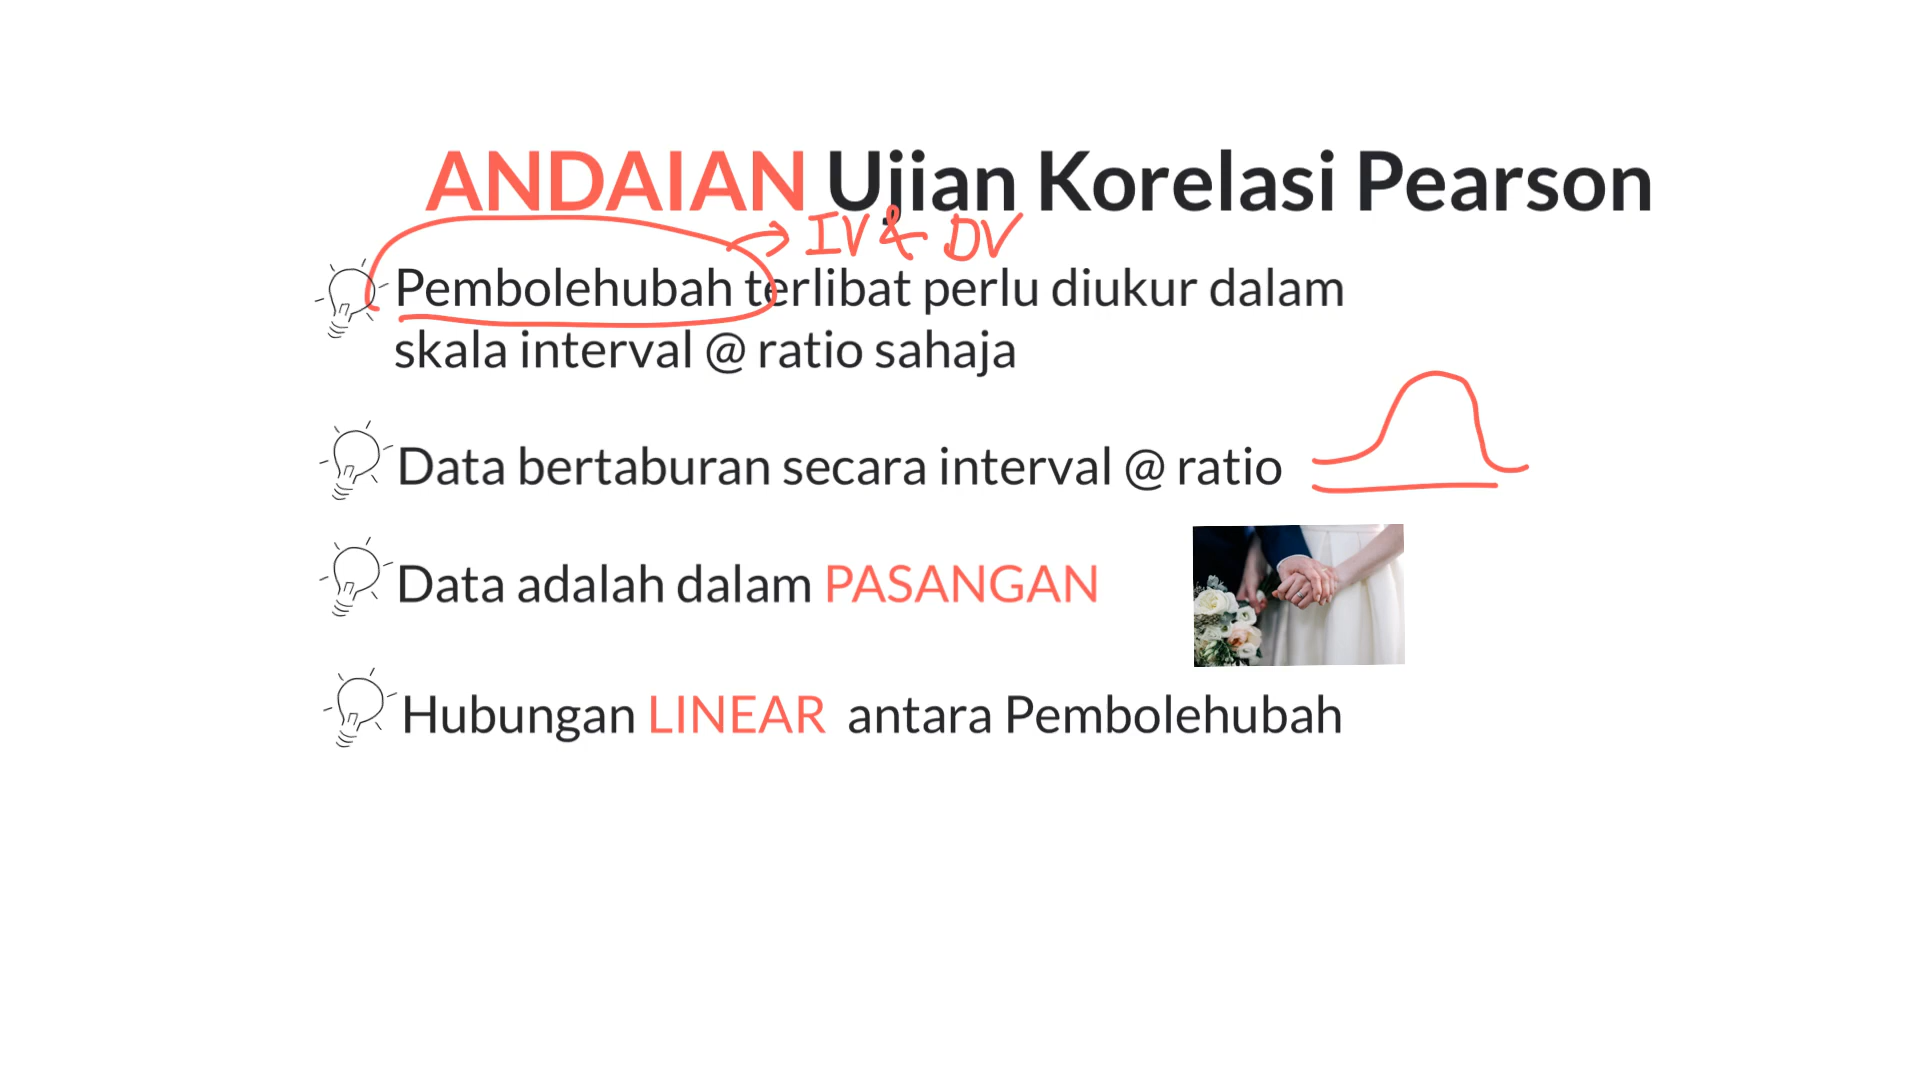 ANDAIAN Ujian Korelasi Pearson
IV & DV
Pembolehubah terlibat perlu diukur dalam
skala interval @ ratio sahaja
Data bertaburan secara interval @ ratio
Data adalah dalam PASANGAN
Hubungan LINEAR antara Pembolehubah